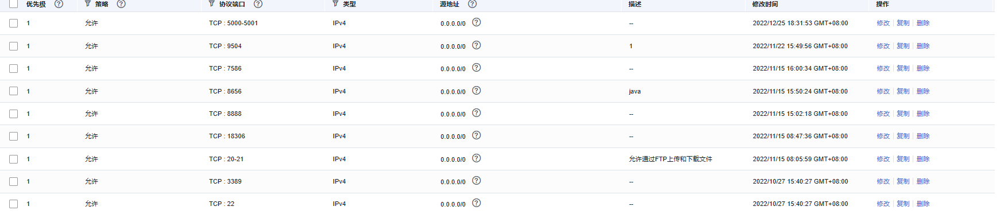 优先级 策略 协议端口 类型 源地址 描述 修改时间 操作
1 允许 TCP : 5000-5001 IPv4 0.0.0.0/0 -- 2022/12/25 18:31:53 GMT+08:00 修改 复制 删除
1 允许 TCP : 9504 IPv4 0.0.0.0/0 1 2022/11/22 15:49:56 GMT+08:00 修改 复制 删除
1 允许 TCP : 7586 IPv4 0.0.0.0/0 -- 2022/11/15 16:00:34 GMT+08:00 修改 复制 删除
1 允许 TCP : 8656 IPv4 0.0.0.0/0 java 2022/11/15 15:50:24 GMT+08:00 修改 复制 删除
1 允许 TCP : 8888 IPv4 0.0.0.0/0 -- 2022/11/15 15:02:18 GMT+08:00 修改 复制 删除
1 允许 TCP : 18306 IPv4 0.0.0.0/0 -- 2022/11/15 08:47:36 GMT+08:00 修改 复制 删除
1 允许 TCP : 20-21 IPv4 0.0.0.0/0 允许通过FTP上传和下载文件 2022/11/15 08:05:59 GMT+08:00 修改 复制 删除
1 允许 TCP : 3389 IPv4 0.0.0.0/0 -- 2022/10/27 15:40:27 GMT+08:00 修改 复制 删除
1 允许 TCP : 22 IPv4 0.0.0.0/0 -- 2022/10/27 15:40:27 GMT+08:00 修改 复制 删除